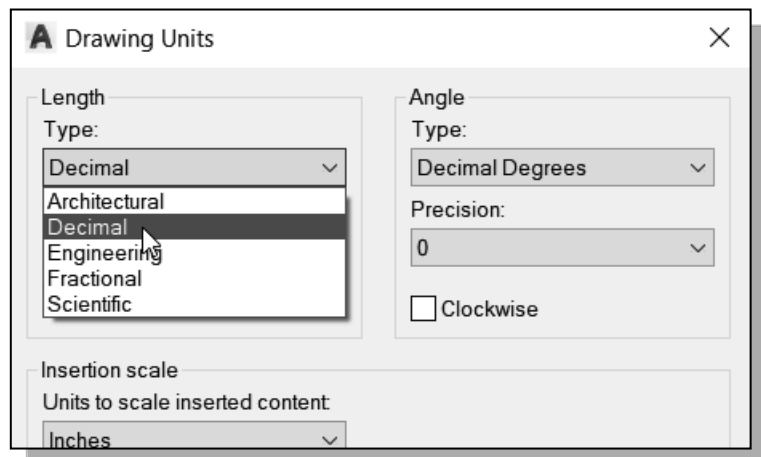 Drawing Units
Length
Type:
Decimal
Architectural
Decimal
Engineering
Fractional
Scientific
Angle
Type:
Decimal Degrees
Precision:
0
Clockwise
Insertion scale
Units to scale inserted content:
Inches